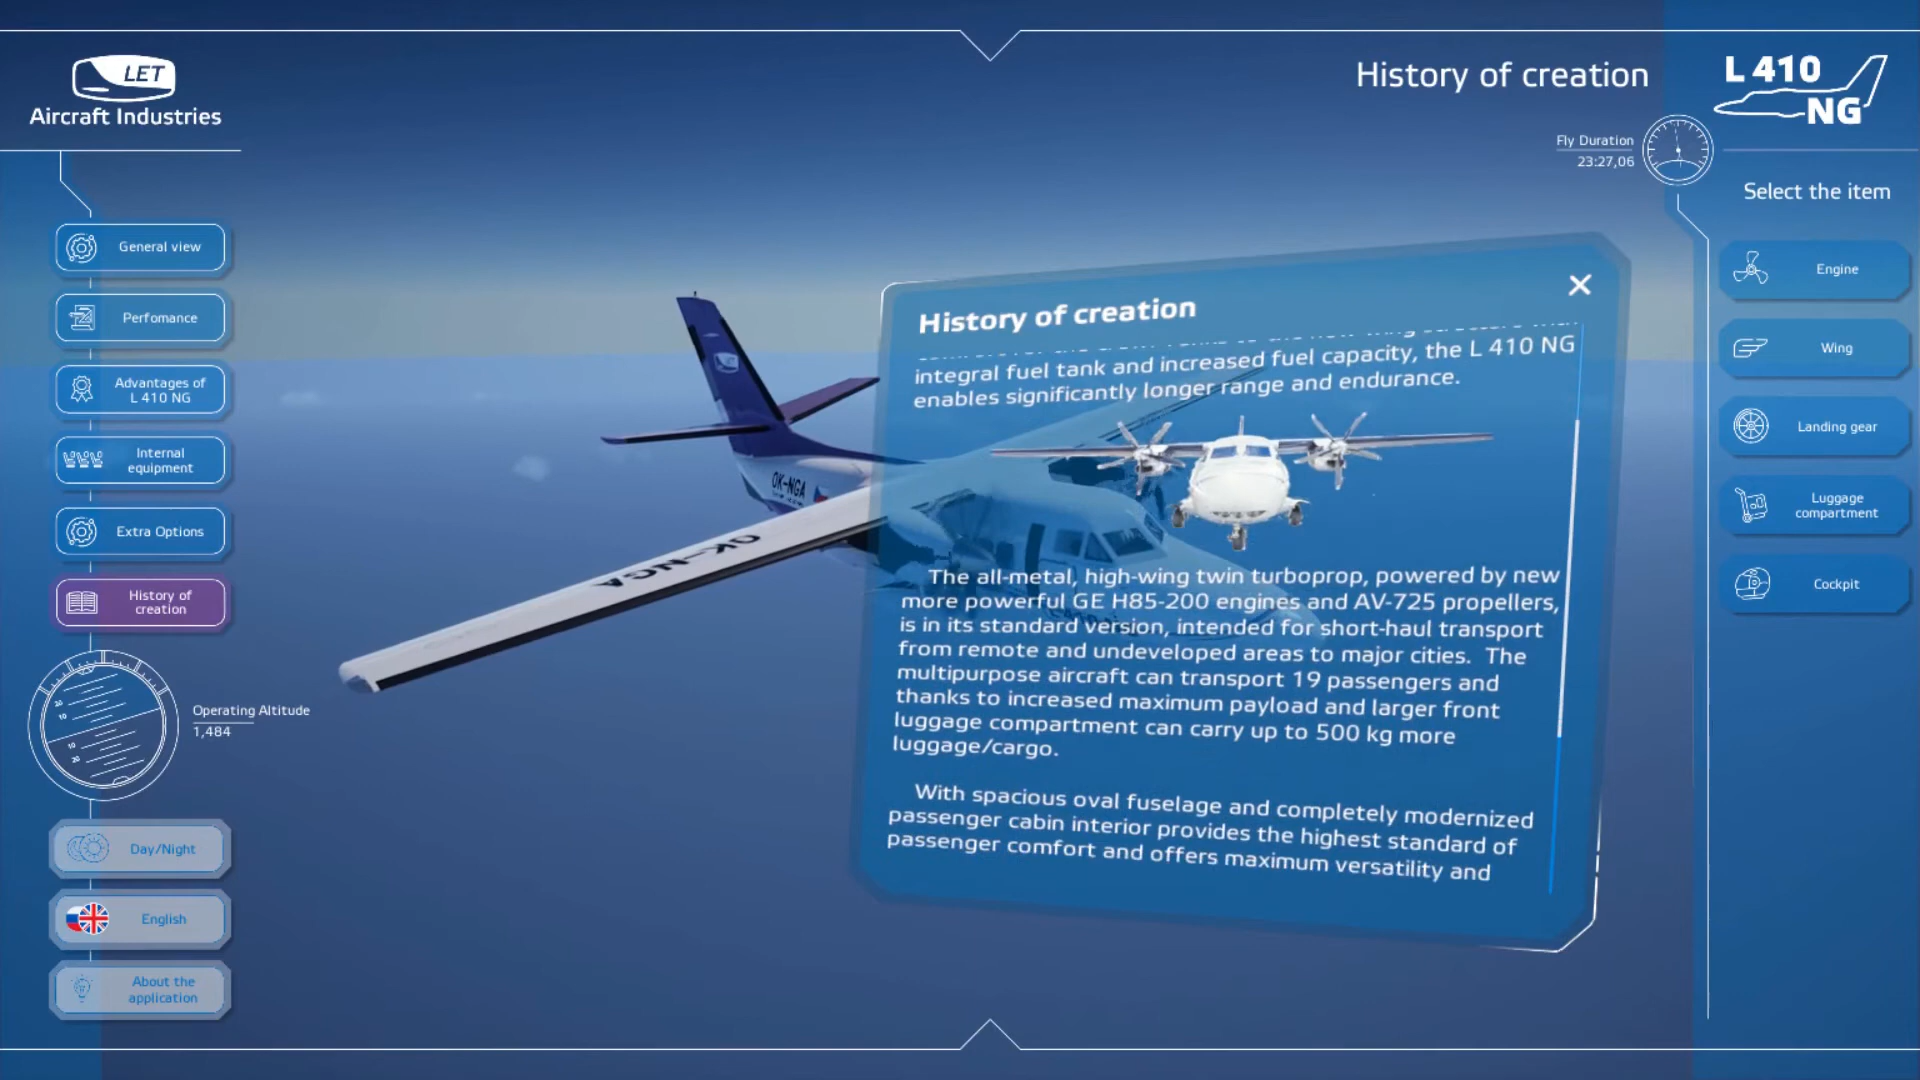 LET
Aircraft Industries
History of creation
L 410
NG
Fly Duration
23:27,06
Select the item
General view
Perfomance
Advantages of
L 410 NG
Internal
equipment
Extra Options
History of
creation
Operating Altitude
1,484
Day/Night
English
About the
application
Engine
Wing
Landing gear
Luggage
compartment
Cockpit
OK-NGA
OK-NGA
History of creation
integral fuel tank and increased fuel capacity, the L 410 NG
enables significantly longer range and endurance.
The all-metal, high-wing twin turboprop, powered by new
more powerful GE H85-200 engines and AV-725 propellers,
is in its standard version, intended for short-haul transport
from remote and undeveloped areas to major cities. The
multipurpose aircraft can transport 19 passengers and
thanks to increased maximum payload and larger front
luggage compartment can carry up to 500 kg more
luggage/cargo.
With spacious oval fuselage and completely modernized
passenger cabin interior provides the highest standard of
passenger comfort and offers maximum versatility and